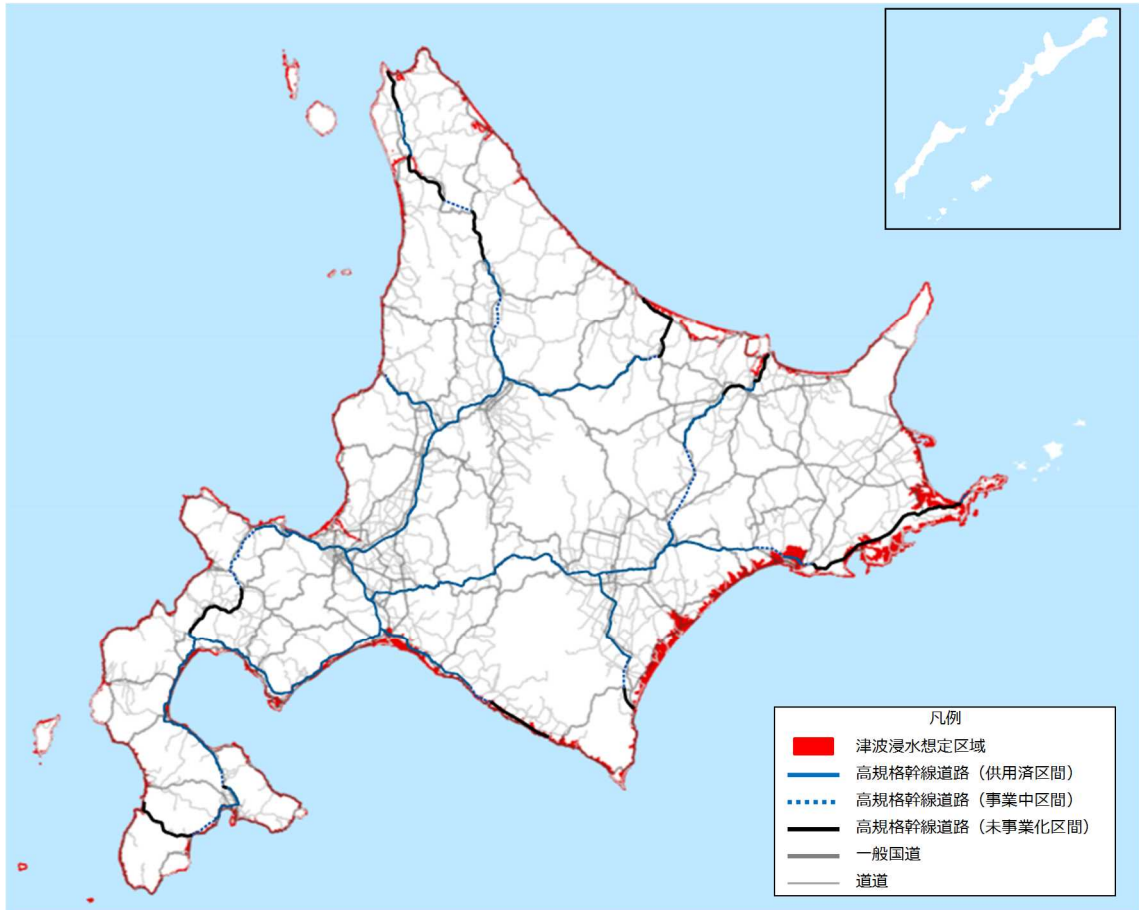 凡例
津波浸水想定区域
高規格幹線道路（供用済区間）
高規格幹線道路（事業中区間）
高規格幹線道路（未事業化区間）
一般国道
道道